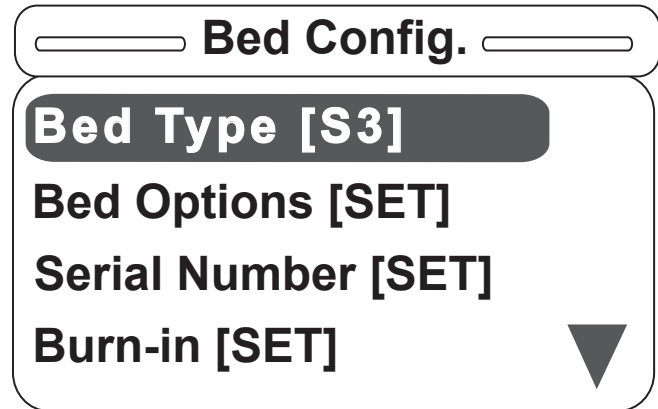 Bed Config.
Bed Type [S3]
Bed Options [SET]
Serial Number [SET]
Burn-in [SET]